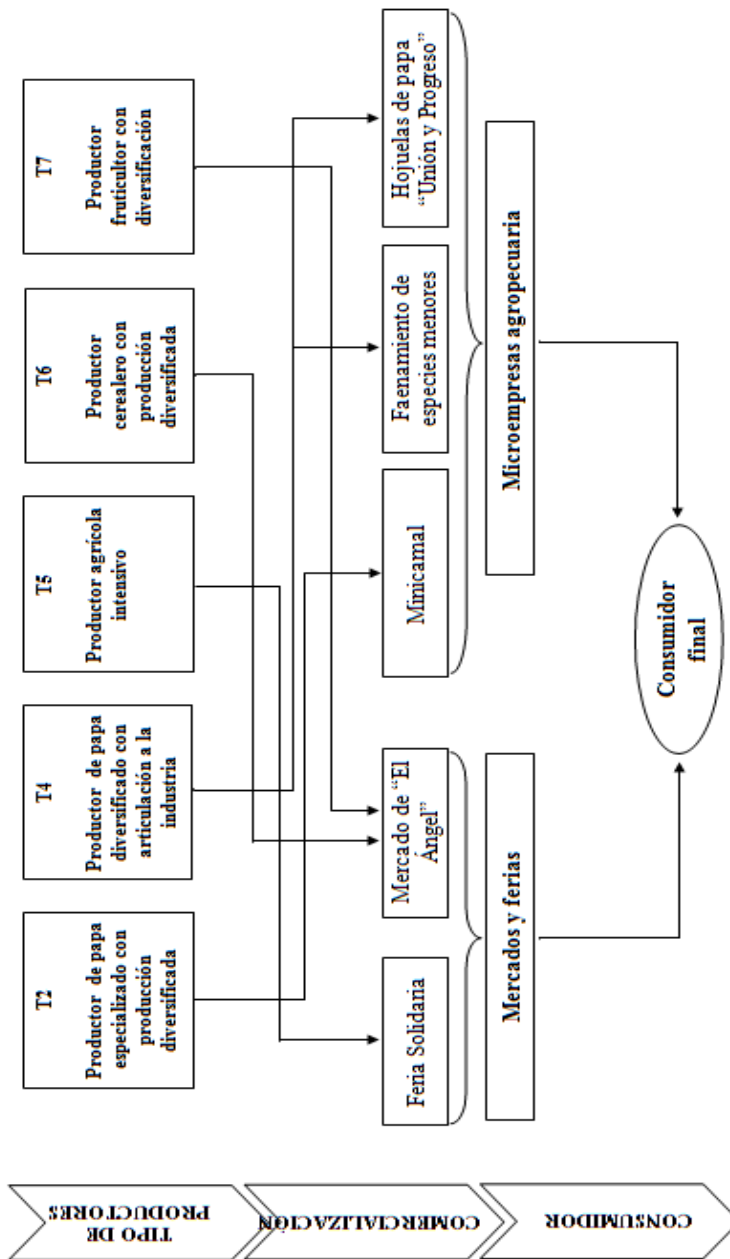 TIPO DE
PRODUCTORES
T2
Productor de papa
especializado con
producción
diversificada
T4
Productor de papa
diversificado con
articulación a la
industria
T5
Productor agrícola
intensivo
T6
Productor
cerealero con
producción
diversificada
T7
Productor
fruticultor con
diversificación
COMERCIALIZACIÓN
Feria Solidaria
Mercado de “El
Ángel”
Minicamal
Faenamiento de
especies menores
Hojuelas de papa
“Unión y Progreso”
Mercados y ferias
Microempresas agropecuaria
CONSUMIDOR
Consumidor
final